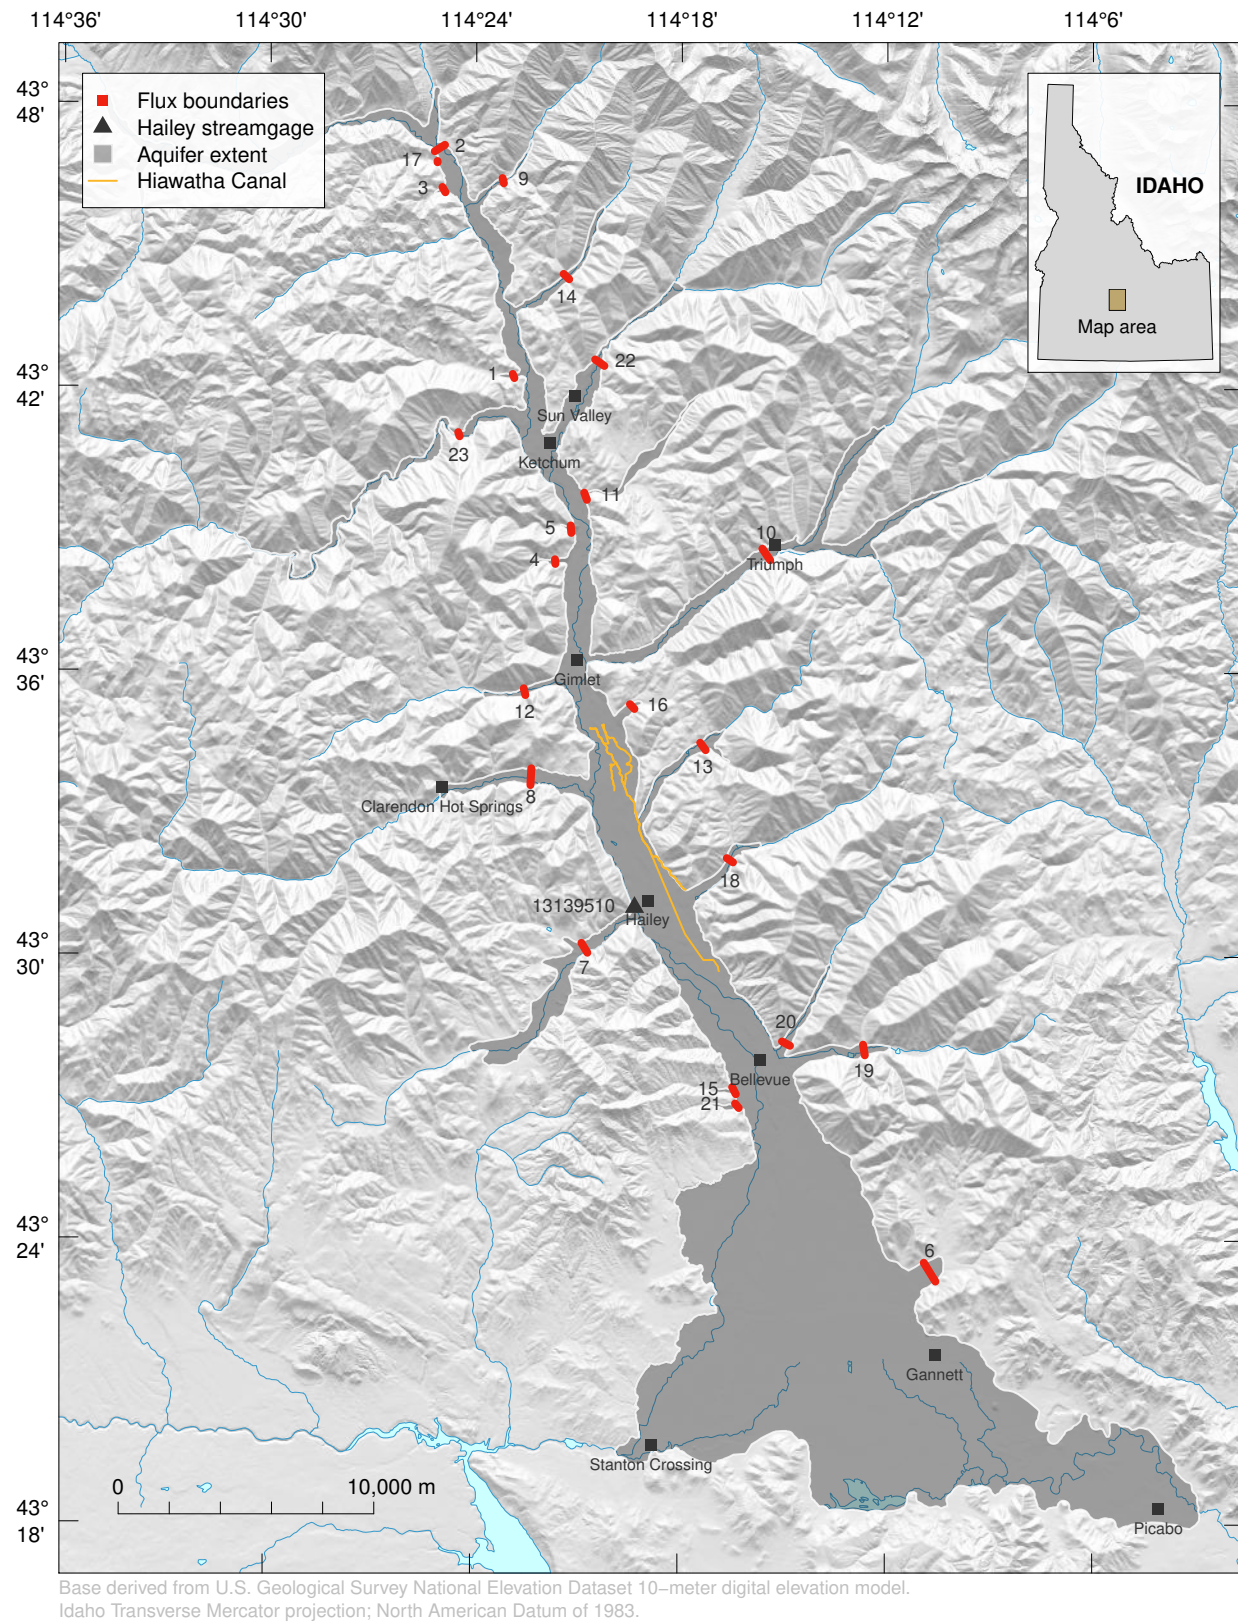 114°36' 114°30' 114°24' 114°18' 114°12' 114°6'
43°
48'
Flux boundaries
Hailey streamgage
Aquifer extent
Hiawatha Canal
IDAHO
Map area
2
17
3
9
14
22
1
43°
42'
Sun Valley
23
Ketchum
11
5
4
10
Triumph
43°
36'
Gimlet
12
16
13
Clarendon Hot Springs
8
18
13139510
Hailey
43°
30'
7
20
19
Bellevue
15
21
43°
24'
6
Gannett
Stanton Crossing
0 10,000 m
43°
18'
Picabo
Base derived from U.S. Geological Survey National Elevation Dataset 10−meter digital elevation model.
Idaho Transverse Mercator projection; North American Datum of 1983.